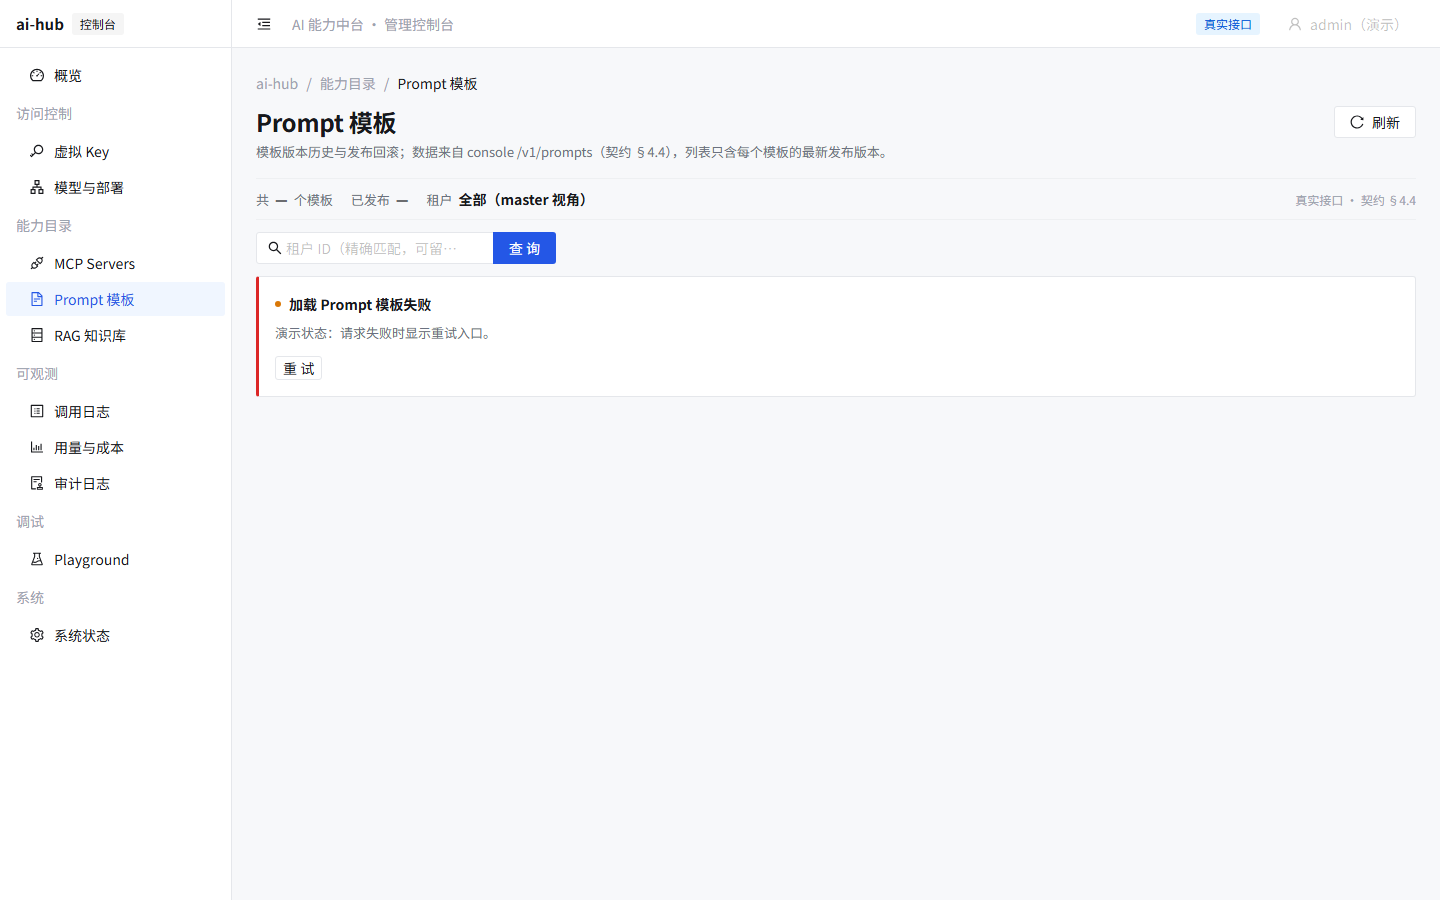 ai-hub 控制台
AI 能力中台 · 管理控制台
真实接口
admin（演示）
概览
访问控制
虚拟 Key
模型与部署
能力目录
MCP Servers
Prompt 模板
RAG 知识库
可观测
调用日志
用量与成本
审计日志
调试
Playground
系统
系统状态
ai-hub / 能力目录 / Prompt 模板
Prompt 模板
刷新
模板版本历史与发布回滚；数据来自 console /v1/prompts（契约 §4.4），列表只含每个模板的最新发布版本。
共 — 个模板 已发布 — 租户 全部（master 视角）
真实接口 · 契约 §4.4
租户 ID（精确匹配，可留…
查 询
加载 Prompt 模板失败
演示状态：请求失败时显示重试入口。
重 试